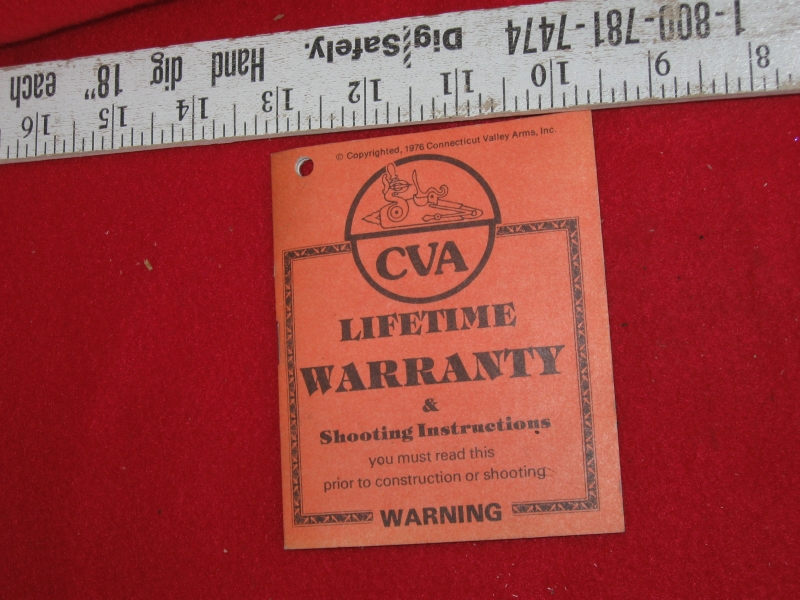 1-800-781-7474 Dig Safely. Hand dig 18" each
8 9 10 11 12 13 14 15 16
© Copyrighted, 1976 Connecticut Valley Arms, Inc.
CVA
LIFETIME
WARRANTY
&
Shooting Instructions
you must read this
prior to construction or shooting
WARNING